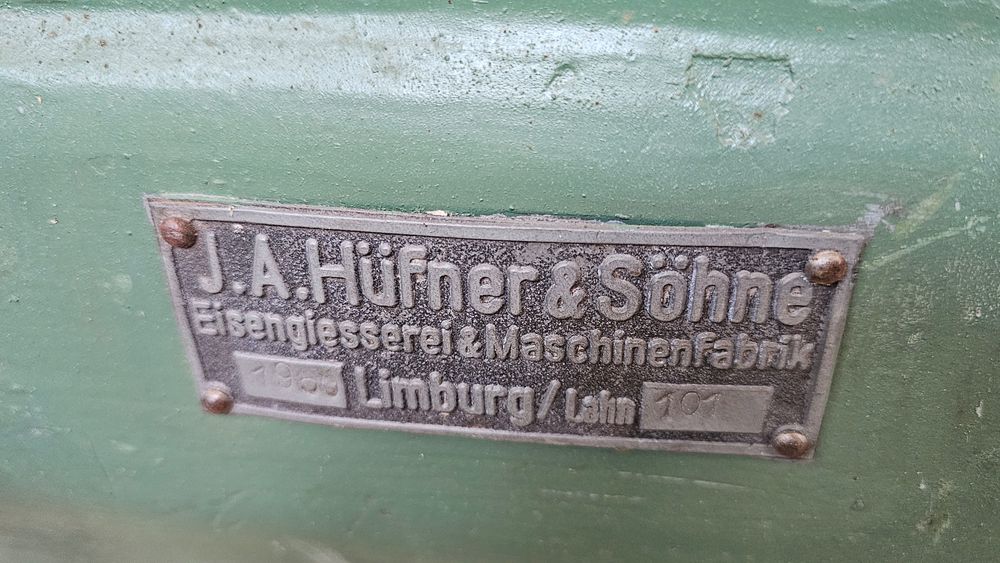 J.A.Hüfner & Söhne
Eisengiesserei & Maschinenfabrik
Limburg/Lahn 101